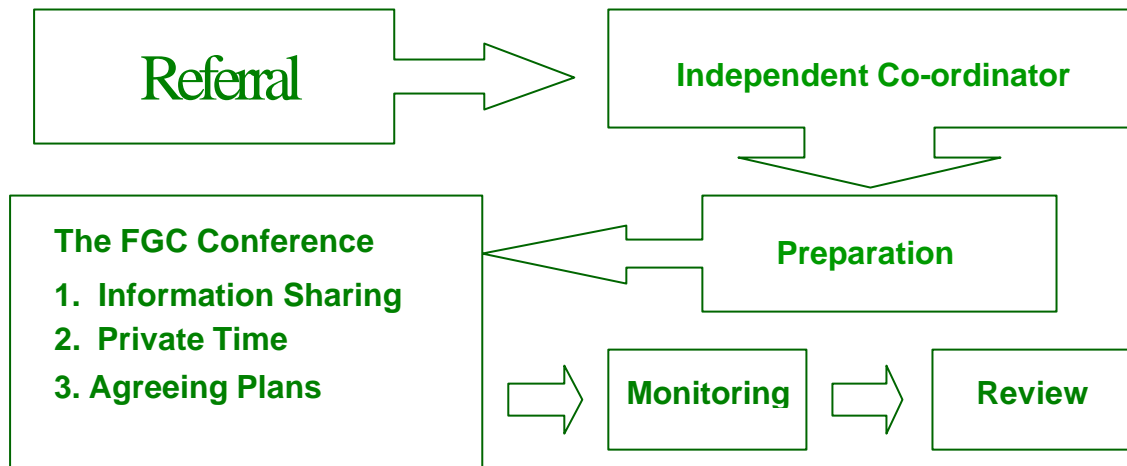 Referral
Independent Co-ordinator
Preparation
The FGC Conference
1. Information Sharing
2. Private Time
3. Agreeing Plans
Monitoring
Review